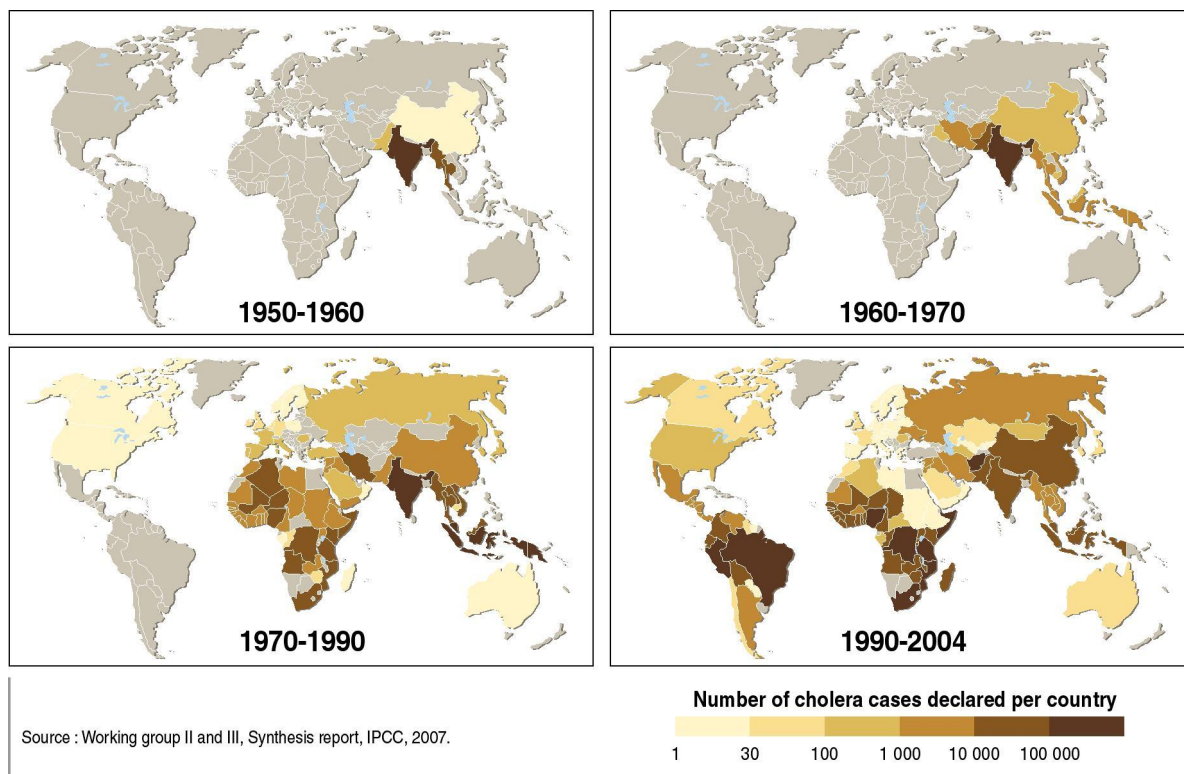 1950-1960
1960-1970
1970-1990
1990-2004
Number of cholera cases declared per country
1 30 100 1 000 10 000 100 000
Source : Working group II and III, Synthesis report, IPCC, 2007.